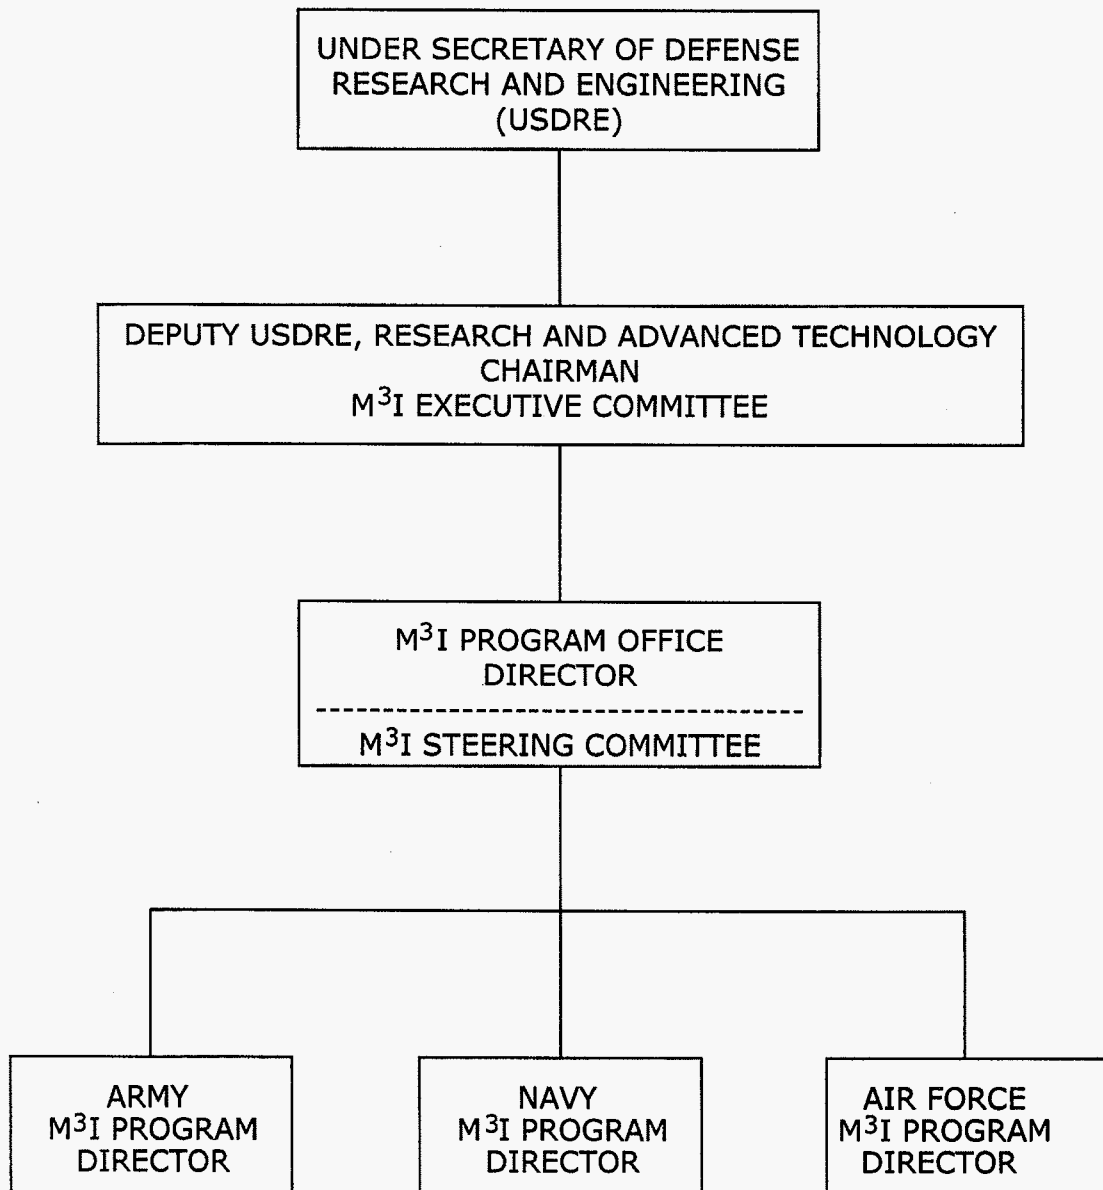 UNDER SECRETARY OF DEFENSE
RESEARCH AND ENGINEERING
(USDRE)
DEPUTY USDRE, RESEARCH AND ADVANCED TECHNOLOGY
CHAIRMAN
M³I EXECUTIVE COMMITTEE
M³I PROGRAM OFFICE
DIRECTOR
M³I STEERING COMMITTEE
ARMY
M³I PROGRAM
DIRECTOR
NAVY
M³I PROGRAM
DIRECTOR
AIR FORCE
M³I PROGRAM
DIRECTOR